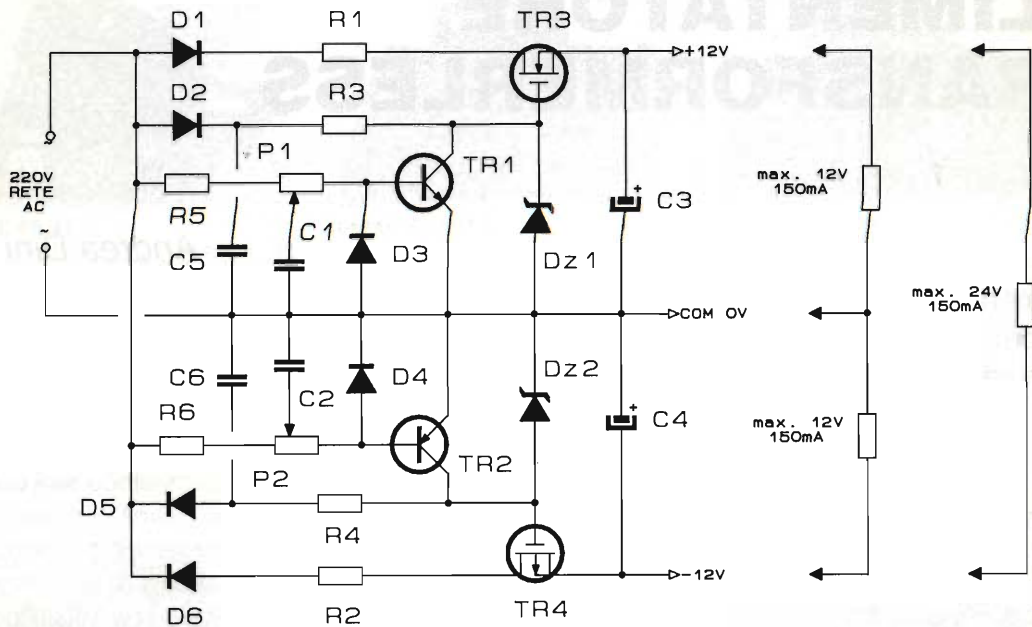 D1
R1
TR3
+12V
D2
R3
P1
TR1
220V
RETE
AC
~
~
R5
C1
C5
D3
Dz1
+
C3
max. 12V
150mA
COM 0V
max. 24V
150mA
C6
C2
D4
Dz2
+
C4
R6
max. 12V
150mA
P2
TR2
D5
R4
D6
R2
TR4
-12V